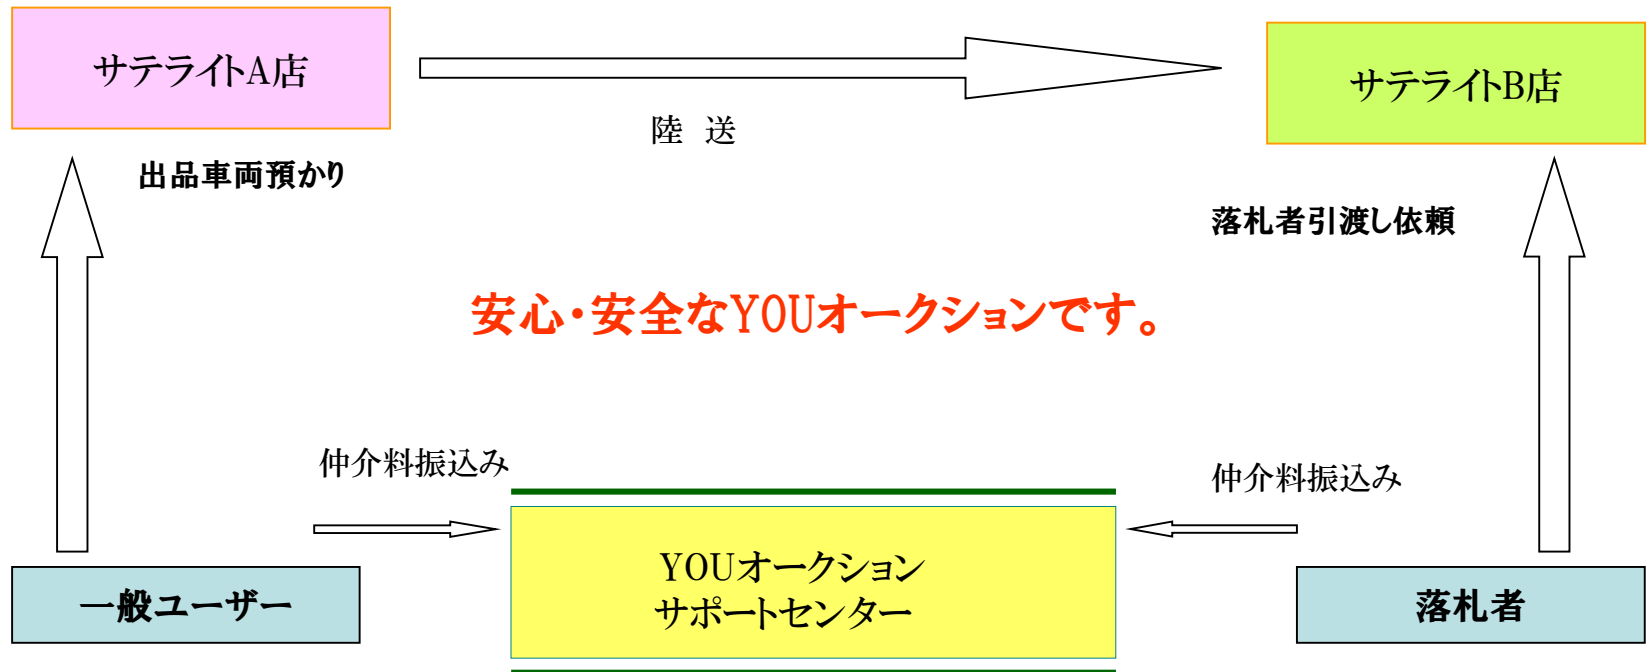 サテライトA店
サテライトB店
陸 送
出品車両預かり
落札者引渡し依頼
安心・安全なYOUオークションです。
仲介料振込み
仲介料振込み
YOUオークション
サポートセンター
一般ユーザー
落札者